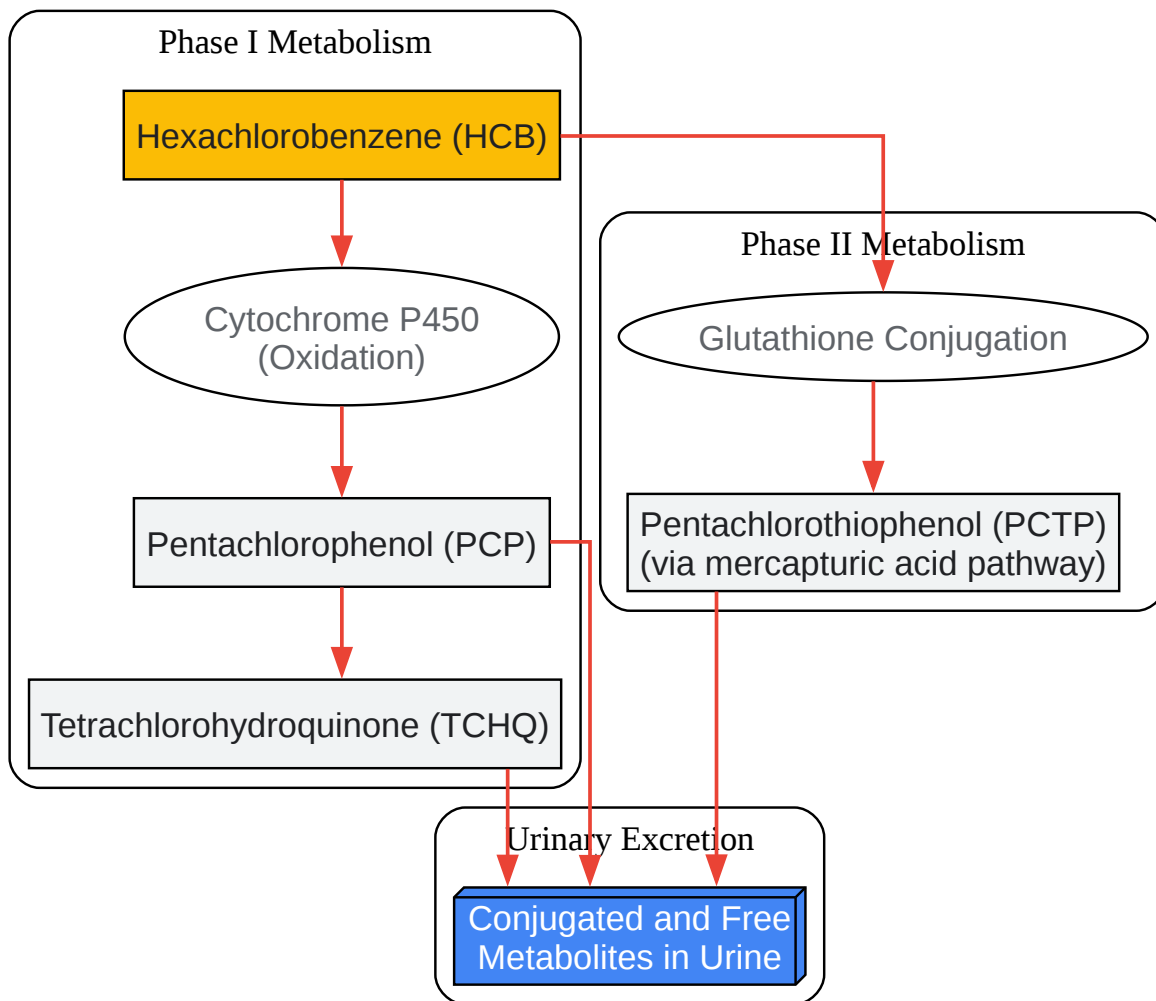 Phase I Metabolism
Hexachlorobenzene (HCB)
Phase II Metabolism
Cytochrome P450
(Oxidation)
Glutathione Conjugation
Pentachlorophenol (PCP)
Pentachlorothiophenol (PCTP)
(via mercapturic acid pathway)
Tetrachlorohydroquinone (TCHQ)
Urinary Excretion
Conjugated and Free
Metabolites in Urine